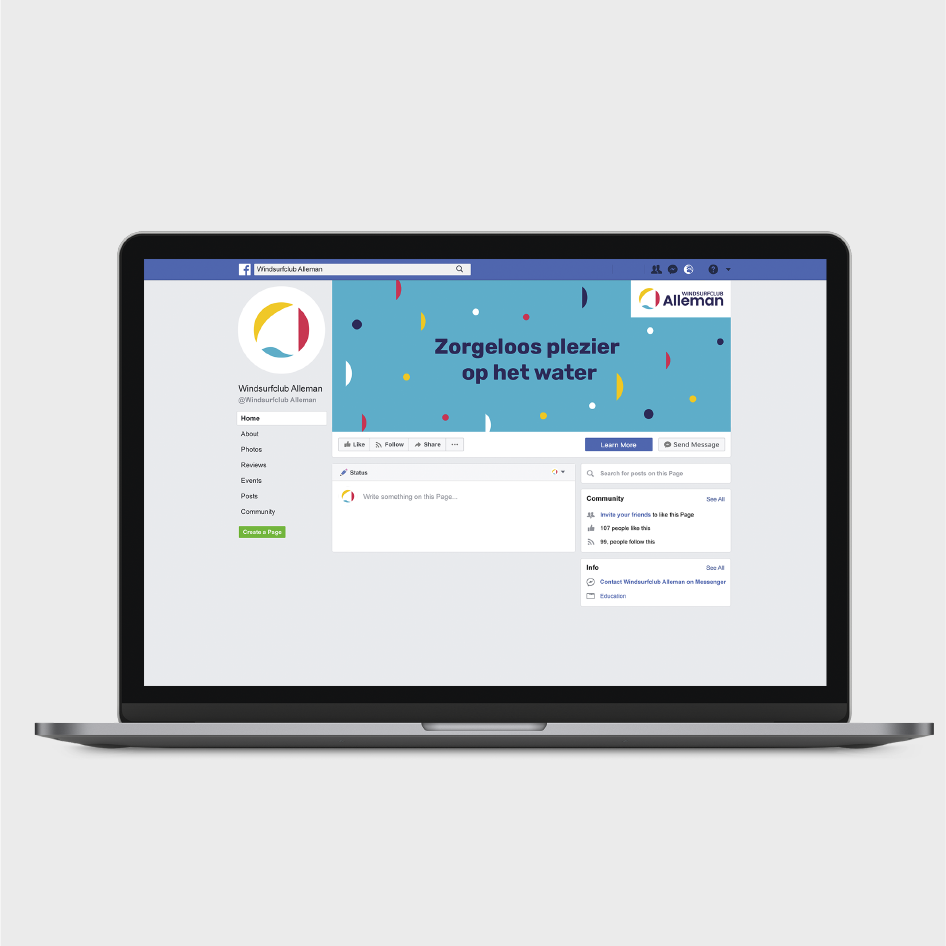 f
Windsurfclub Alleman
?
WINDSURFCLUB
Alleman
Zorgeloos plezier
op het water
Windsurfclub Alleman
@Windsurfclub Alleman
Home
About
Photos
Reviews
Events
Posts
Community
Create a Page
Like
Follow
Share
...
Learn More
Send Message
Status
Write something on this Page...
Search for posts on this Page
Community
See All
Invite your friends to like this Page
107 people like this
99. people follow this
Info
See All
Contact Windsurfclub Alleman on Messenger
Education